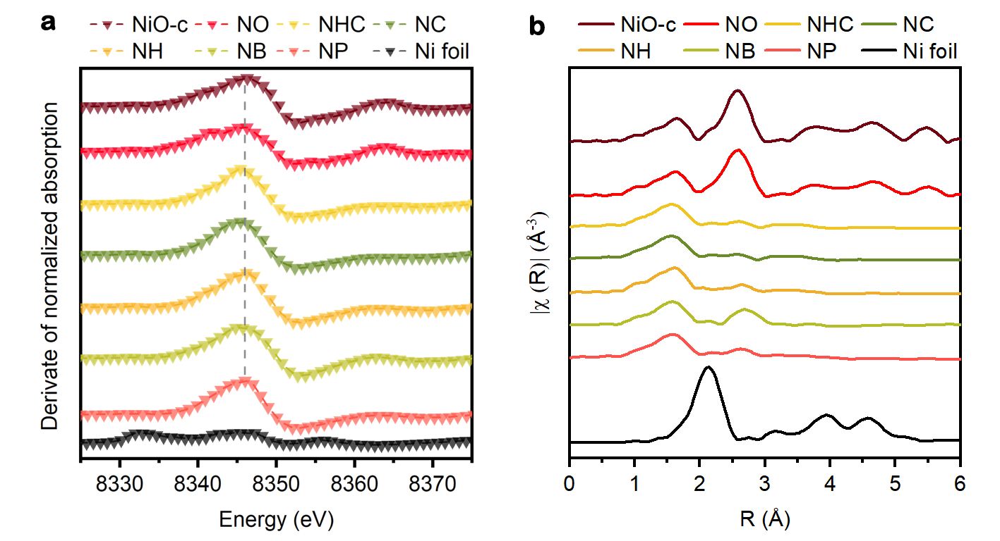 a
NiO-c NO NHC NC
NH NB NP Ni foil
Derivate of normalized absorption
8330 8340 8350 8360 8370
Energy (eV)
b
NiO-c NO NHC NC
NH NB NP Ni foil
|χ (R)| (Å⁻³)
0 1 2 3 4 5 6
R (Å)